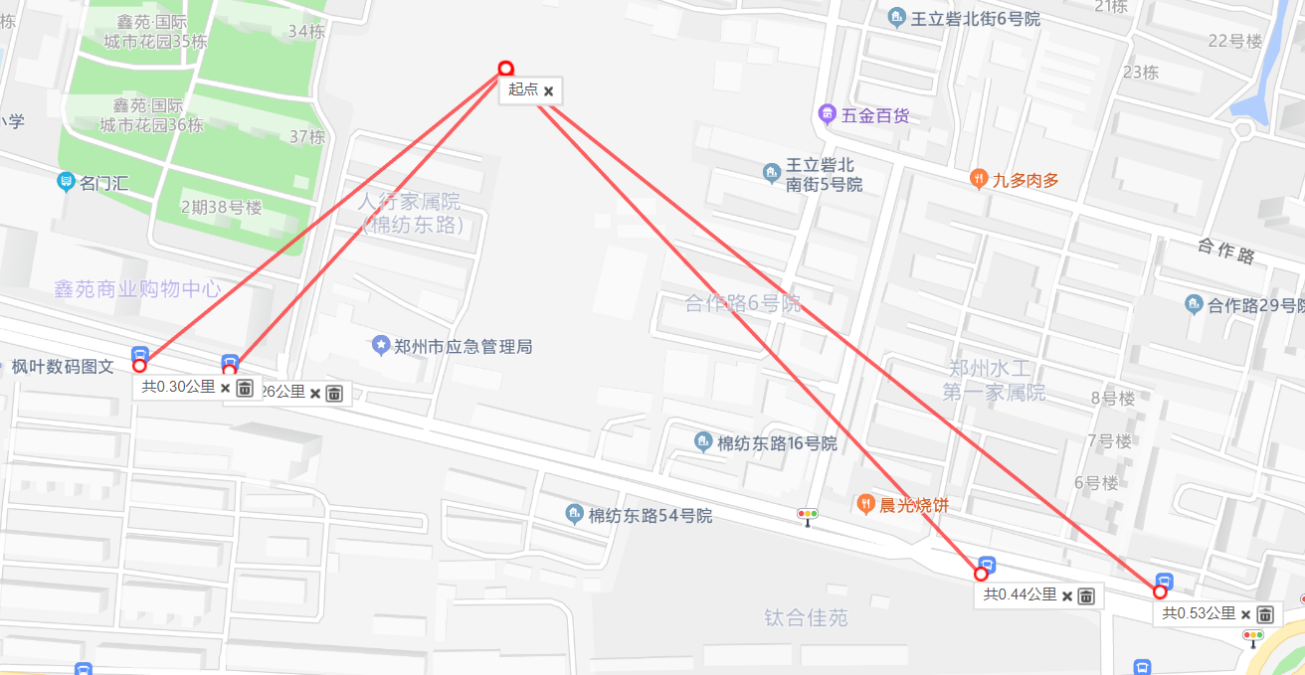 栋
鑫苑·国际
城市花园35栋
34栋
王立砦北街6号院
21栋
22号楼
23栋
起点
鑫苑·国际
城市花园36栋
小学
37栋
五金百货
名门汇
王立砦北
南街5号院
九多肉多
2期38号楼
人行家属院
(棉纺东路)
合作路
鑫苑商业购物中心
合作路6号院
合作路29号院
郑州市应急管理局
枫叶数码图文
郑州水工
第一家属院
共0.30公里
26公里
8号楼
7号楼
棉纺东路16号院
6号楼
晨光烧饼
棉纺东路54号院
共0.44公里
共0.53公里
钛合佳苑